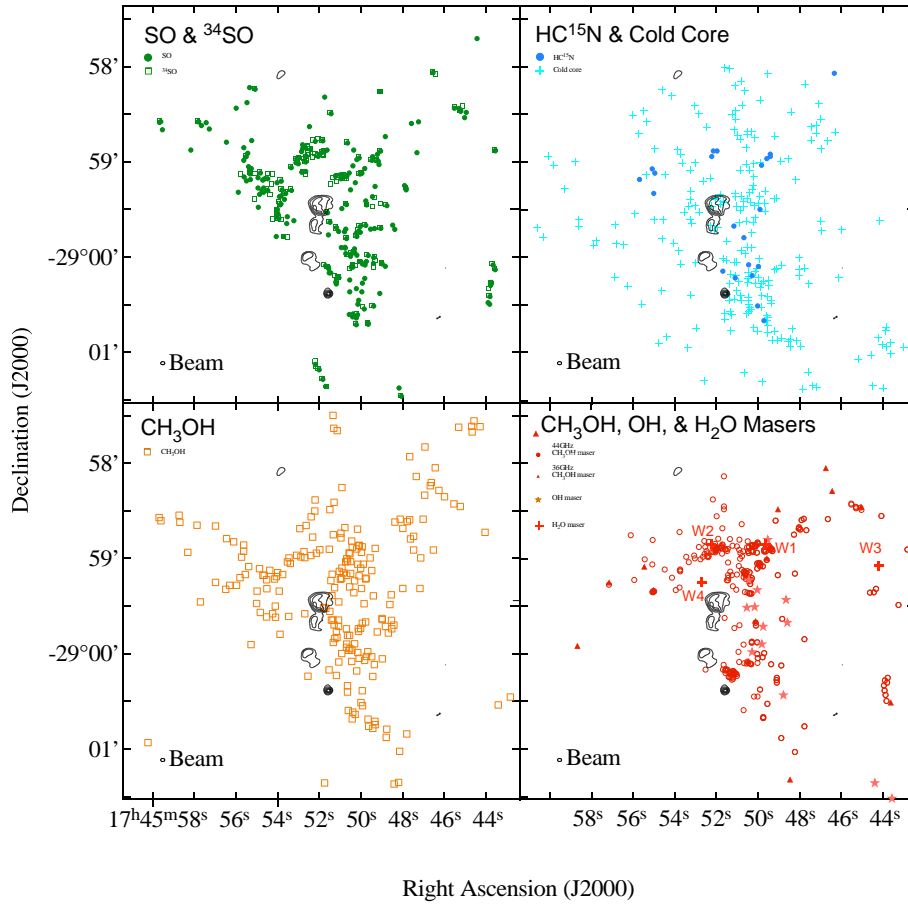 SO & ³⁴SO
SO
³⁴SO
58'
59'
-29°00'
01'
Beam
HC¹⁵N & Cold Core
HC¹⁵N
Cold core
Beam
CH₃OH
CH₃OH
58'
59'
-29°00'
01'
Beam
CH₃OH, OH, & H₂O Masers
44GHz
CH₃OH maser
36GHz
CH₃OH maser
OH maser
H₂O maser
W2
W1
W3
W4
Beam
17ʰ45ᵐ58ˢ 56ˢ 54ˢ 52ˢ 50ˢ 48ˢ 46ˢ 44ˢ
58ˢ 56ˢ 54ˢ 52ˢ 50ˢ 48ˢ 46ˢ 44ˢ
Declination (J2000)
Right Ascension (J2000)